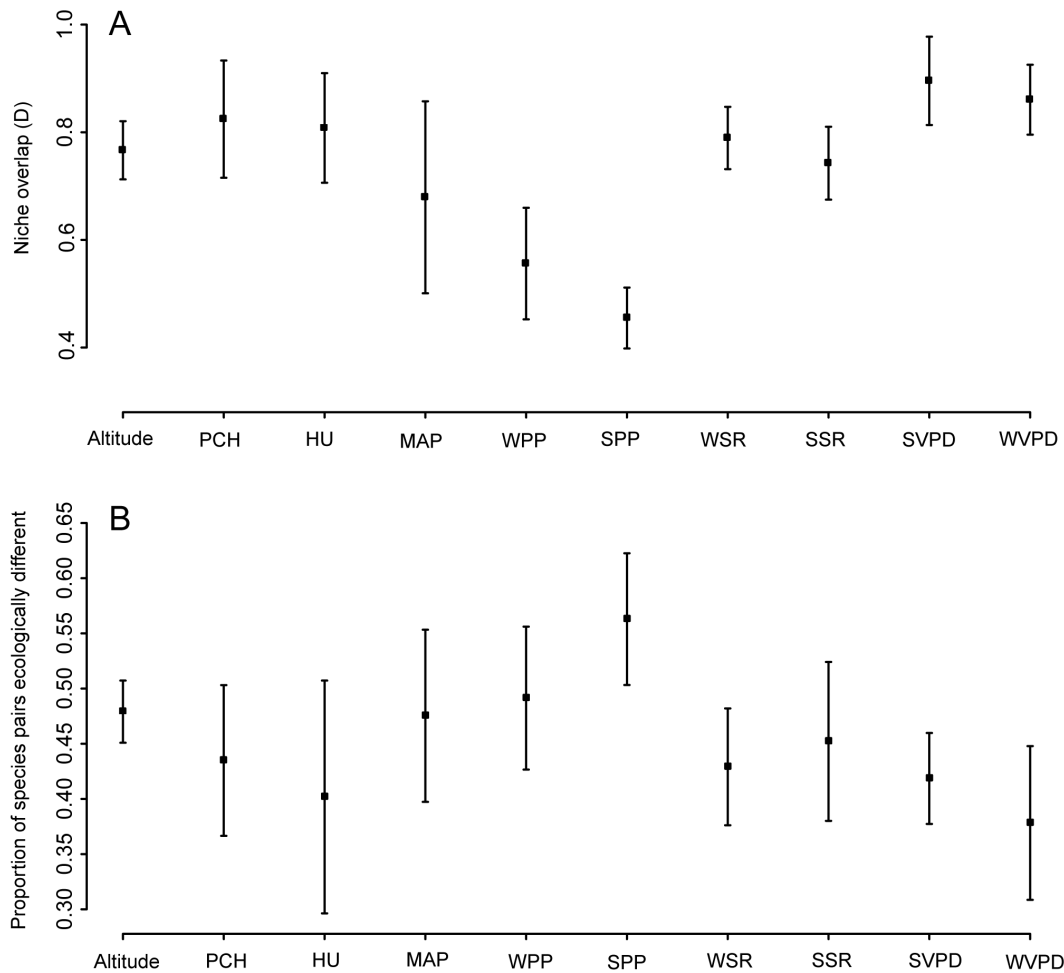 A
Niche overlap (D)
1.0
0.8
0.6
0.4
Altitude PCH HU MAP WPP SPP WSR SSR SVPD WVPD
B
Proportion of species pairs ecologically different
0.65
0.60
0.55
0.50
0.45
0.40
0.35
0.30
Altitude PCH HU MAP WPP SPP WSR SSR SVPD WVPD